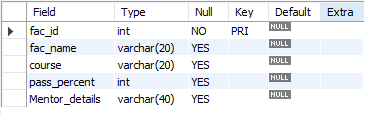 Field Type Null Key Default Extra
fac_id int NO PRI NULL
fac_name varchar(20) YES NULL
course varchar(20) YES NULL
pass_percent int YES NULL
Mentor_details varchar(40) YES NULL